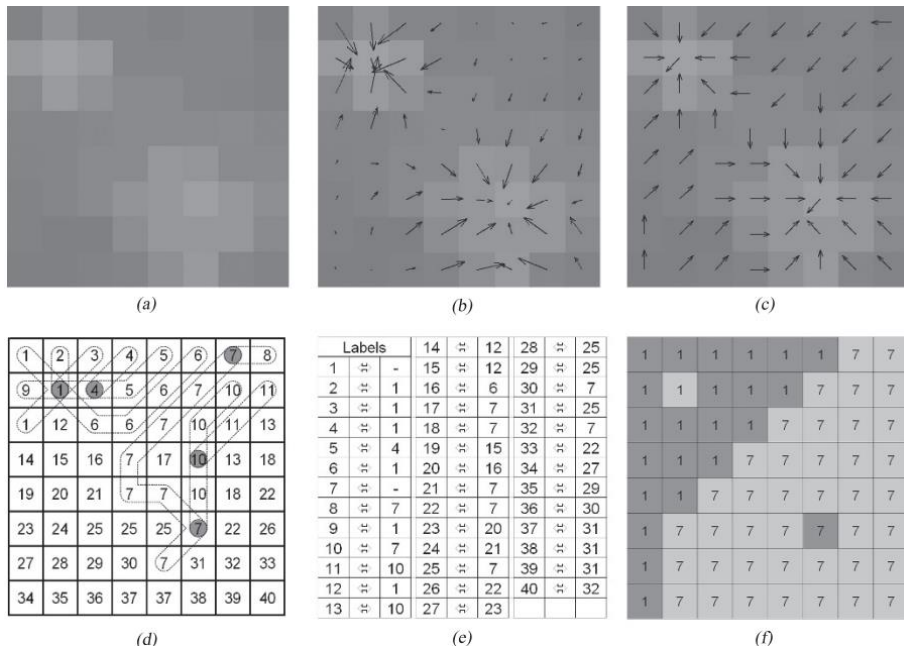 (a) (b) (c)
1 2 3 4 5 6 7 8
9 1 4 5 6 7 10 11
1 12 6 6 7 10 11 13
14 15 16 7 17 10 13 18
19 20 21 7 7 10 18 22
23 24 25 25 25 7 22 26
27 28 29 30 7 31 32 33
34 35 36 37 37 38 39 40
(d)
Labels 14 12 28 25
1 - 15 12 29 25
2 1 16 6 30 7
3 1 17 7 31 25
4 1 18 7 32 7
5 4 19 15 33 22
6 1 20 16 34 27
7 - 21 7 35 29
8 7 22 7 36 30
9 1 23 20 37 31
10 7 24 21 38 31
11 10 25 7 39 31
12 1 26 22 40 32
13 10 27 23
(e)
1 1 1 1 1 1 7 7
1 1 1 1 1 7 7 7
1 1 1 1 7 7 7 7
1 1 1 7 7 7 7 7
1 1 7 7 7 7 7 7
1 7 7 7 7 7 7 7
1 7 7 7 7 7 7 7
1 7 7 7 7 7 7 7
(f)